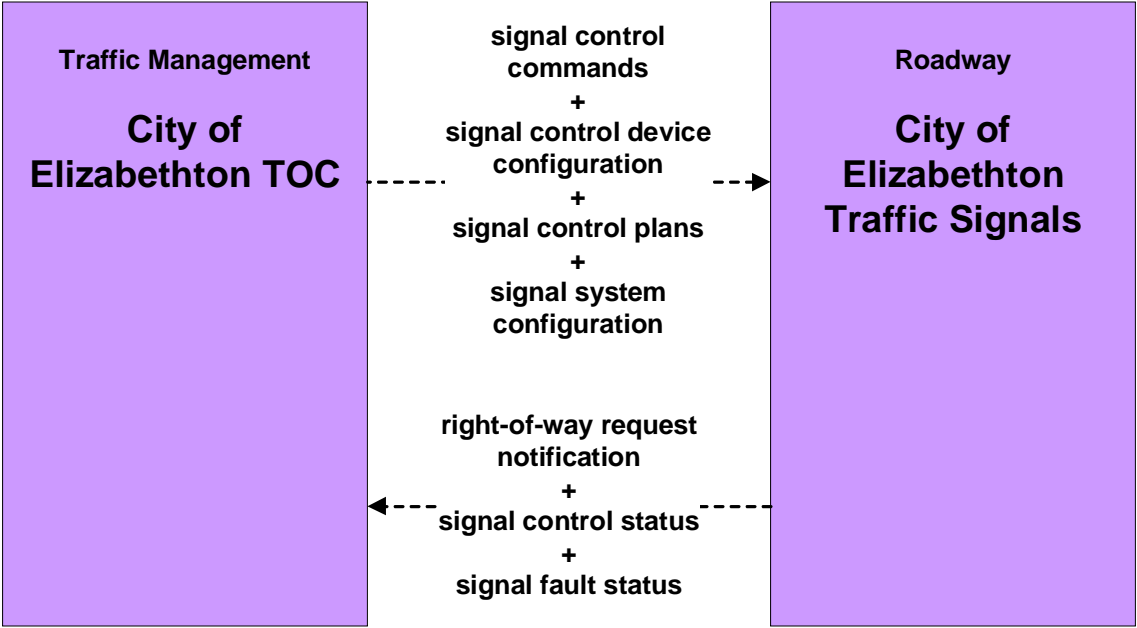 Traffic Management
City of
Elizabethton TOC
signal control
commands
+
signal control device
configuration
+
signal control plans
+
signal system
configuration
right-of-way request
notification
+
signal control status
+
signal fault status
Roadway
City of
Elizabethton
Traffic Signals